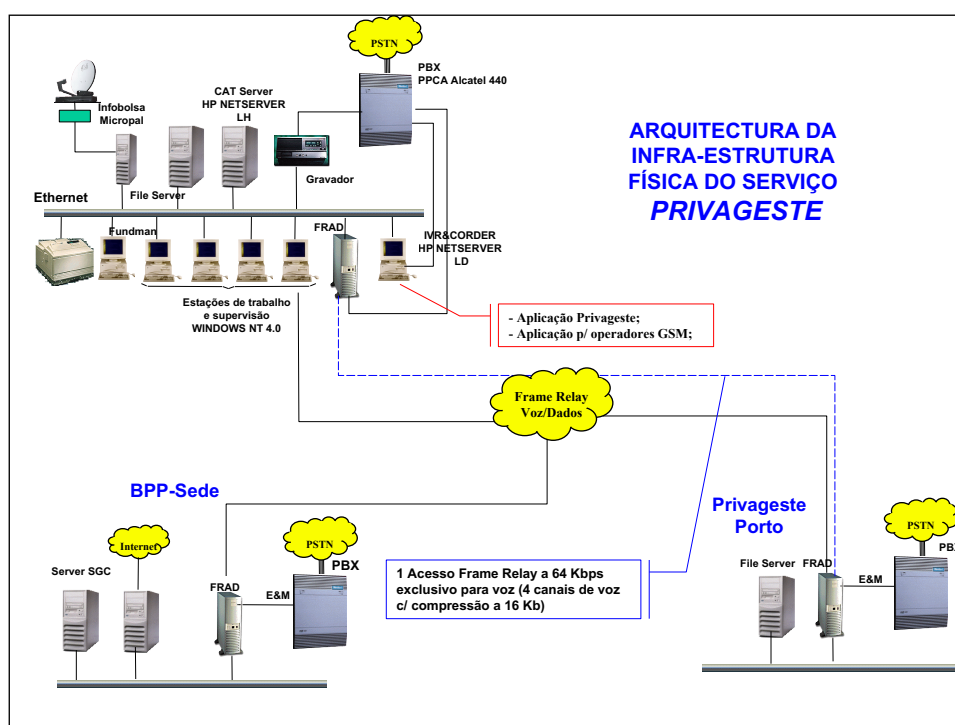 PSTN
PBX
PPCA Alcatel 440
CAT Server
HP NETSERVER
LH
Infobolsa
Micropal
ARQUITECTURA DA
INFRA-ESTRUTURA
FÍSICA DO SERVIÇO
PRIVAGESTE
Gravador
Ethernet
File Server
Fundman
FRAD
IVR&CORDER
HP NETSERVER
LD
Estações de trabalho
e supervisão
WINDOWS NT 4.0
- Aplicação Privageste;
- Aplicação p/ operadores GSM;
Frame Relay
Voz/Dados
BPP-Sede
Privageste
Porto
Internet
PSTN
PSTN
Server SGC
PBX
FRAD
E&M
1 Acesso Frame Relay a 64 Kbps
exclusivo para voz (4 canais de voz
c/ compressão a 16 Kb)
File Server
FRAD
PBX
E&M